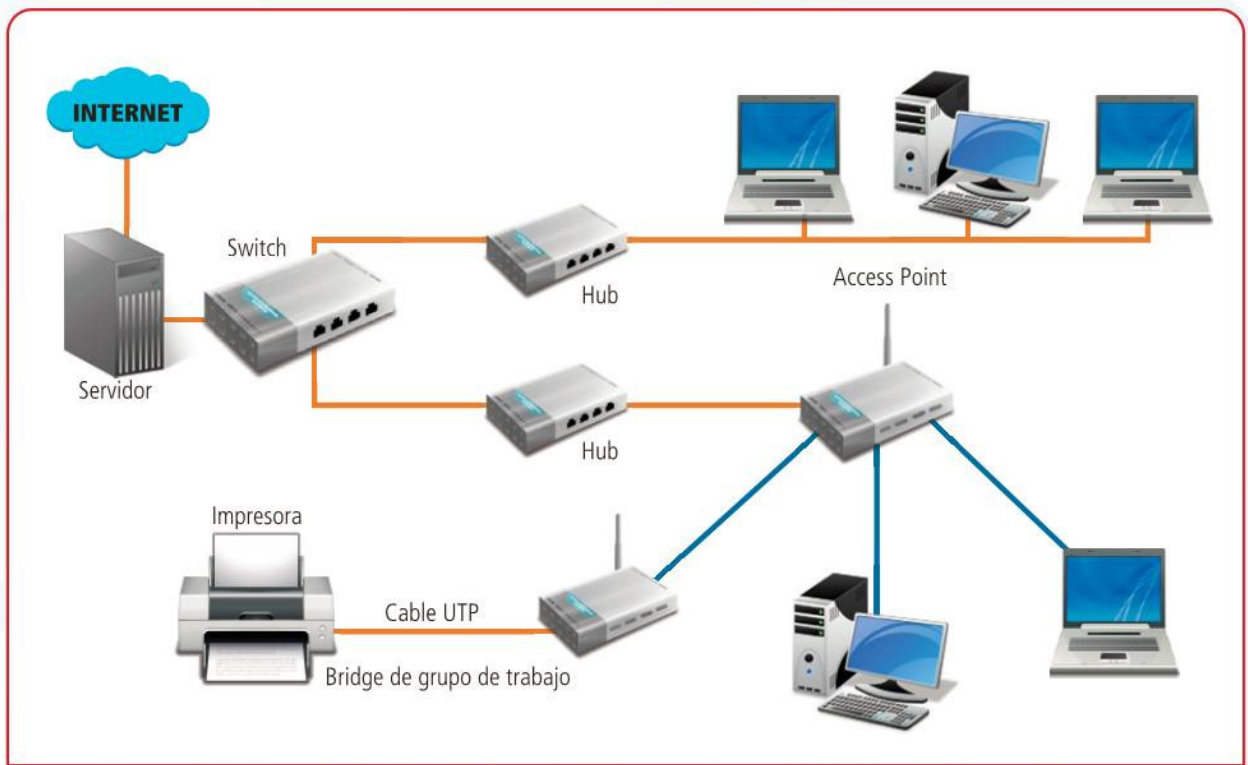 INTERNET
Switch
Hub
Access Point
Servidor
Hub
Impresora
Cable UTP
Bridge de grupo de trabajo